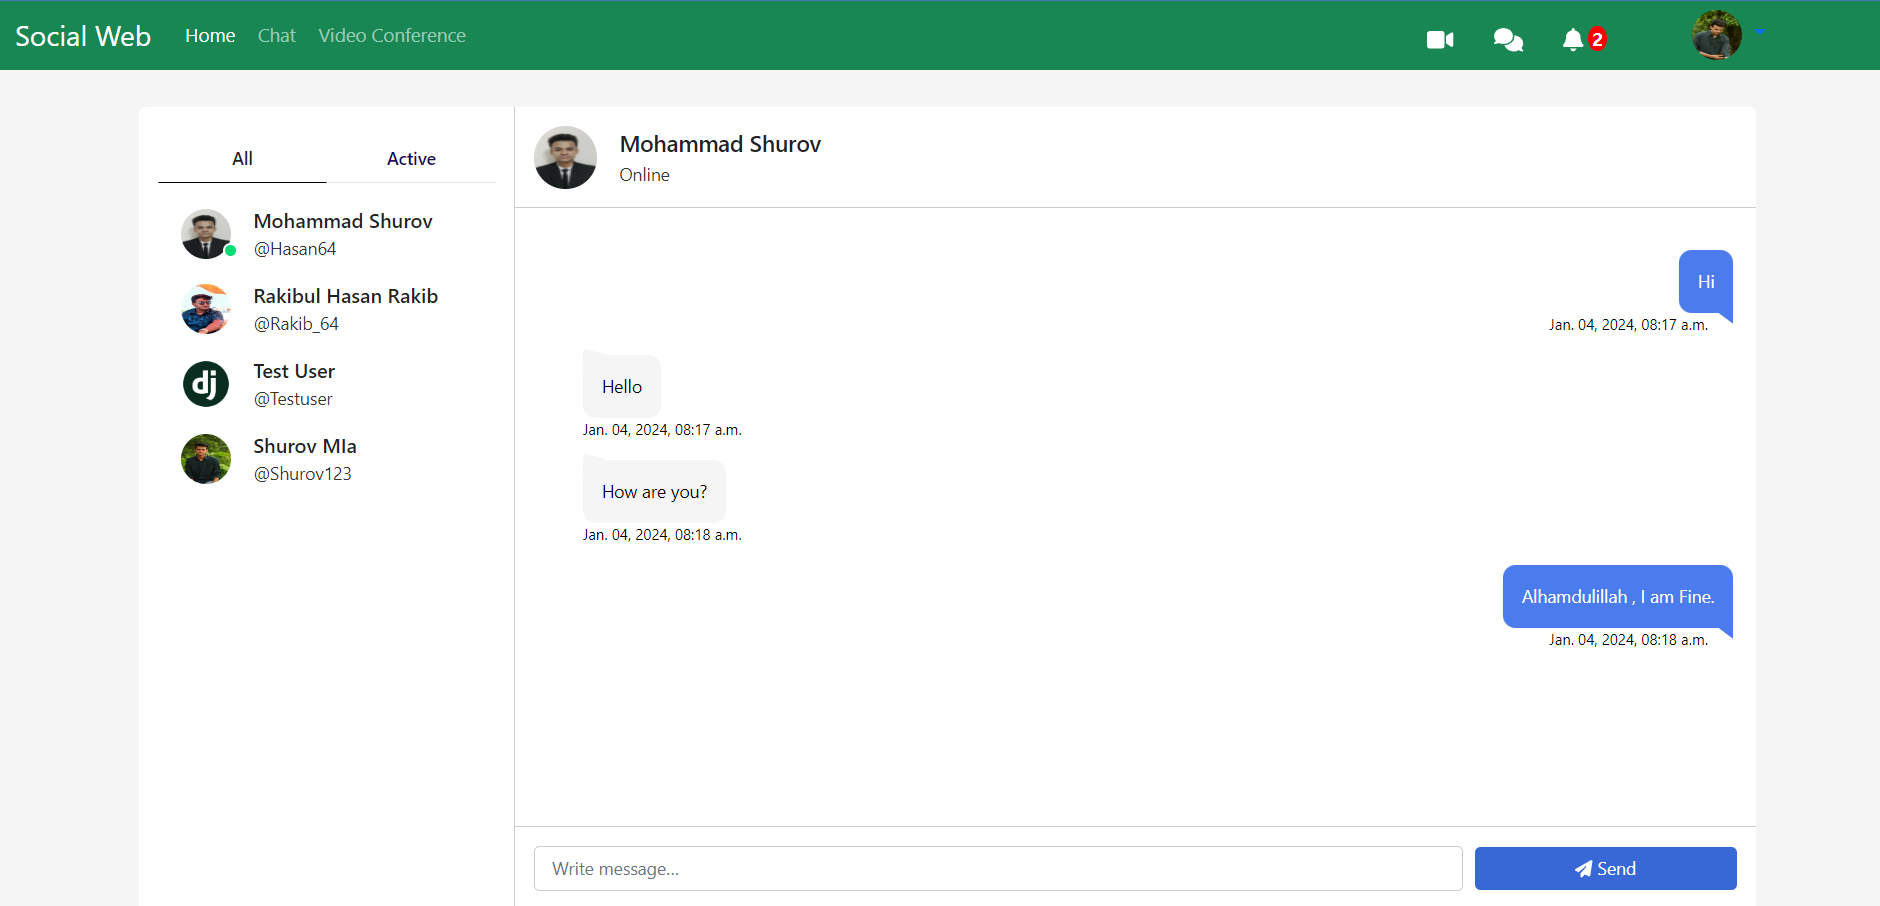 Social Web Home Chat Video Conference 2
All Active
Mohammad Shurov
@Hasan64
Rakibul Hasan Rakib
@Rakib_64
dj
Test User
@Testuser
Shurov MIa
@Shurov123
Mohammad Shurov
Online
Hi
Jan. 04, 2024, 08:17 a.m.
Hello
Jan. 04, 2024, 08:17 a.m.
How are you?
Jan. 04, 2024, 08:18 a.m.
Alhamdulillah , I am Fine.
Jan. 04, 2024, 08:18 a.m.
Write message... Send